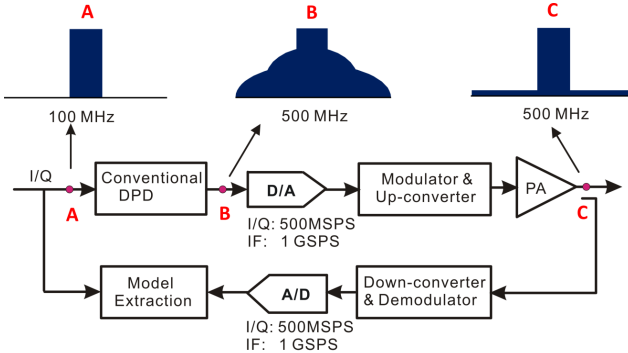 A
B
C
100 MHz
500 MHz
500 MHz
I/Q
Conventional
DPD
D/A
Modulator &
Up-converter
PA
A
B
C
I/Q: 500MSPS
IF: 1 GSPS
Model
Extraction
A/D
Down-converter
& Demodulator
I/Q: 500MSPS
IF: 1 GSPS